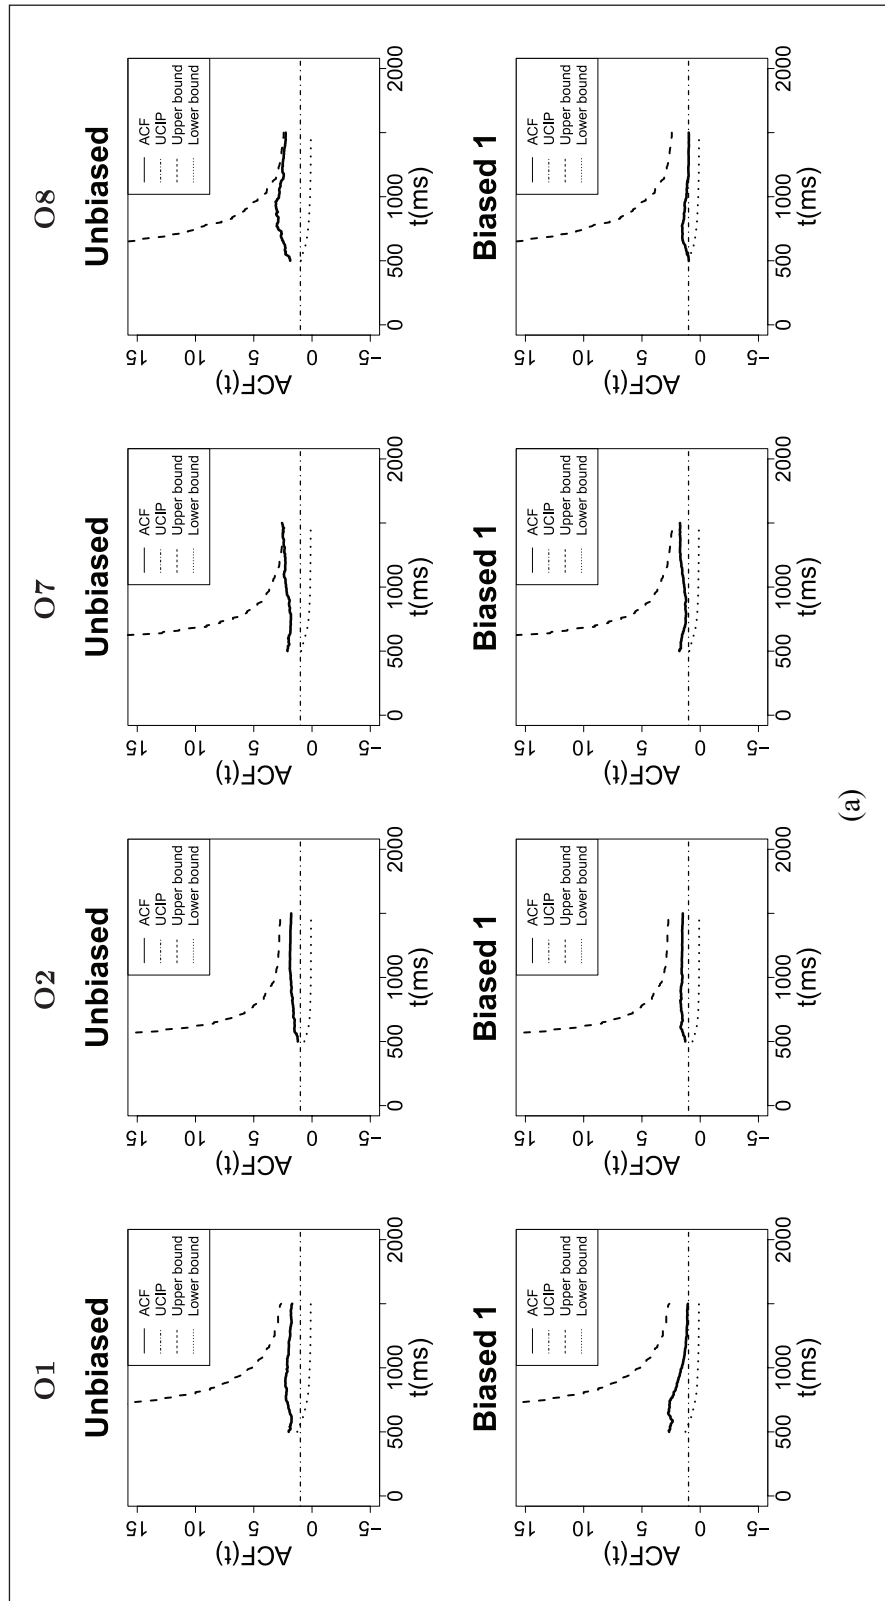 O1
O2
O7
O8
Unbiased
ACF
UCIP
Upper bound
Lower bound
ACF(t)
15
10
5
0
−5
0
500
1000
2000
t(ms)
Unbiased
ACF
UCIP
Upper bound
Lower bound
ACF(t)
15
10
5
0
−5
0
500
1000
2000
t(ms)
Unbiased
ACF
UCIP
Upper bound
Lower bound
ACF(t)
15
10
5
0
−5
0
500
1000
2000
t(ms)
Unbiased
ACF
UCIP
Upper bound
Lower bound
ACF(t)
15
10
5
0
−5
0
500
1000
2000
t(ms)
Biased 1
ACF
UCIP
Upper bound
Lower bound
ACF(t)
15
10
5
0
−5
0
500
1000
2000
t(ms)
Biased 1
ACF
UCIP
Upper bound
Lower bound
ACF(t)
15
10
5
0
−5
0
500
1000
2000
t(ms)
Biased 1
ACF
UCIP
Upper bound
Lower bound
ACF(t)
15
10
5
0
−5
0
500
1000
2000
t(ms)
Biased 1
ACF
UCIP
Upper bound
Lower bound
ACF(t)
15
10
5
0
−5
0
500
1000
2000
t(ms)
(a)